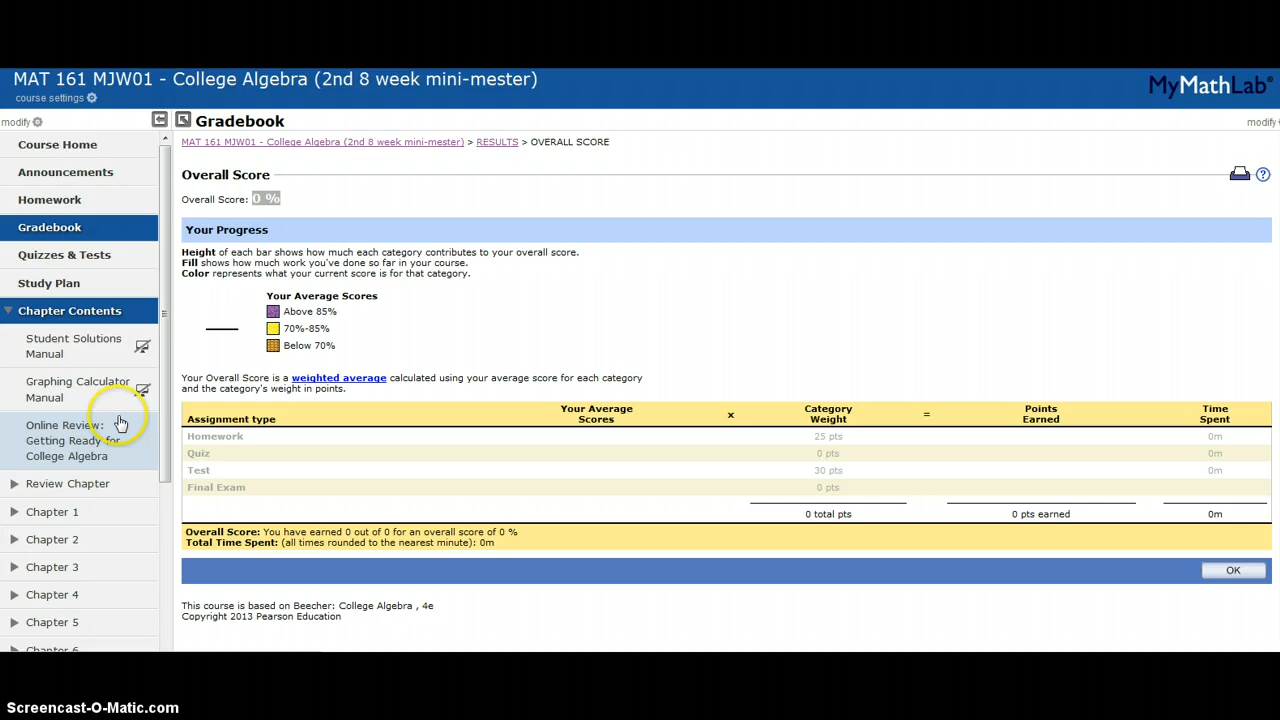 MAT 161 MJW01 - College Algebra (2nd 8 week mini-mester)
course settings
MyMathLab®
modify
Gradebook
modify
Course Home
Announcements
Homework
Gradebook
Quizzes & Tests
Study Plan
Chapter Contents
Student Solutions
Manual
Graphing Calculator
Manual
Online Review:
Getting Ready for
College Algebra
Review Chapter
Chapter 1
Chapter 2
Chapter 3
Chapter 4
Chapter 5
Chapter 6
MAT 161 MJW01 - College Algebra (2nd 8 week mini-mester) > RESULTS > OVERALL SCORE
Overall Score
Overall Score: 0 %
Your Progress
Height of each bar shows how much each category contributes to your overall score.
Fill shows how much work you've done so far in your course.
Color represents what your current score is for that category.
Your Average Scores
Above 85%
70%-85%
Below 70%
Your Overall Score is a weighted average calculated using your average score for each category
and the category's weight in points.
Assignment type Your Average Scores x Category Weight = Points Earned Time Spent
Homework 25 pts 0m
Quiz 0 pts 0m
Test 30 pts 0m
Final Exam 0 pts
0 total pts 0 pts earned 0m
Overall Score: You have earned 0 out of 0 for an overall score of 0 %
Total Time Spent: (all times rounded to the nearest minute): 0m
OK
This course is based on Beecher: College Algebra , 4e
Copyright 2013 Pearson Education
Screencast-O-Matic.com